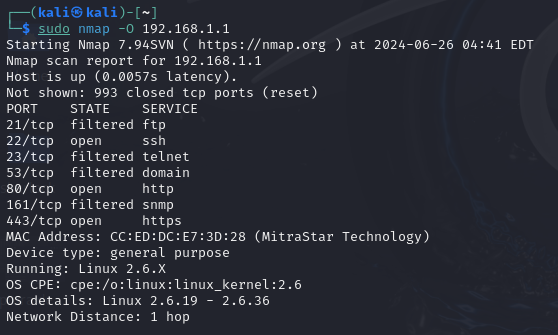 ┌──(kali㉿kali)-[~]
└─$ sudo nmap -O 192.168.1.1
Starting Nmap 7.94SVN ( https://nmap.org ) at 2024-06-26 04:41 EDT
Nmap scan report for 192.168.1.1
Host is up (0.0057s latency).
Not shown: 993 closed tcp ports (reset)
PORT    STATE    SERVICE
21/tcp  filtered ftp
22/tcp  open     ssh
23/tcp  filtered telnet
53/tcp  filtered domain
80/tcp  open     http
161/tcp filtered snmp
443/tcp open     https
MAC Address: CC:ED:DC:E7:3D:28 (MitraStar Technology)
Device type: general purpose
Running: Linux 2.6.X
OS CPE: cpe:/o:linux:linux_kernel:2.6
OS details: Linux 2.6.19 - 2.6.36
Network Distance: 1 hop